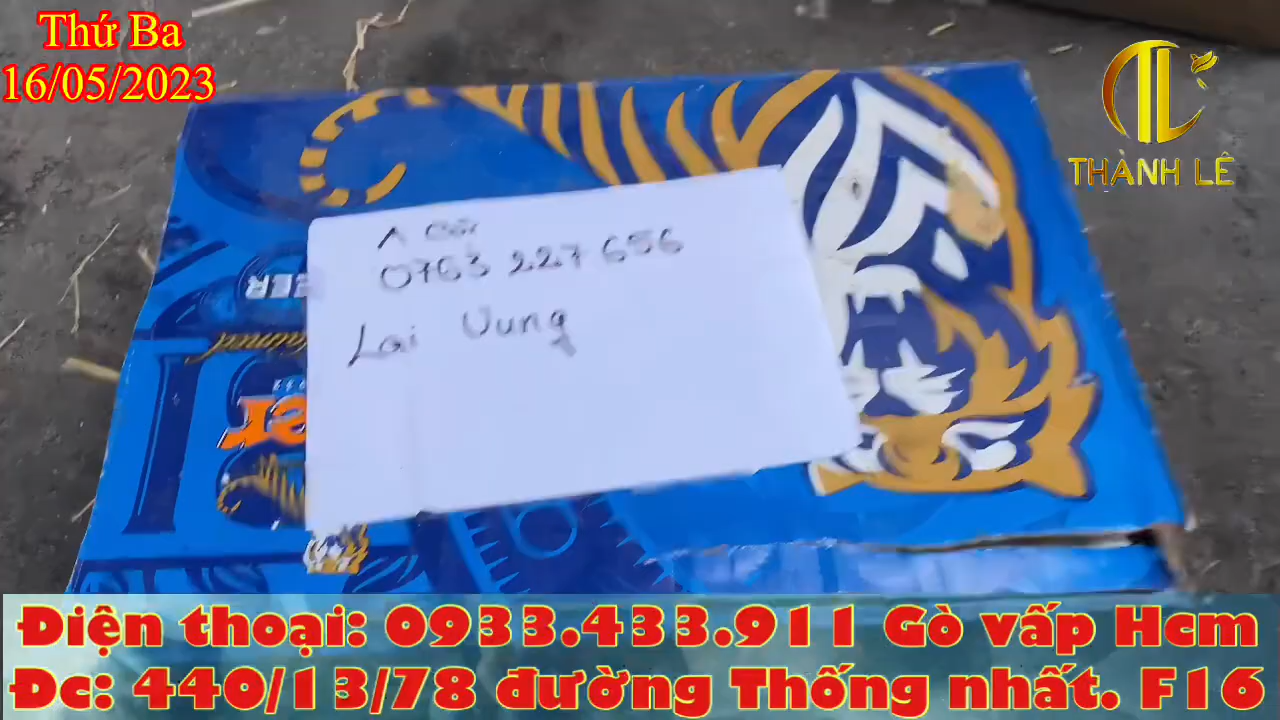 Thứ Ba
16/05/2023
THÀNH LÊ
0763 227 656
Lai Vung
Điện thoại: 0933.433.911 Gò vấp Hcm
Đc: 440/13/78 đường Thống nhất. F16